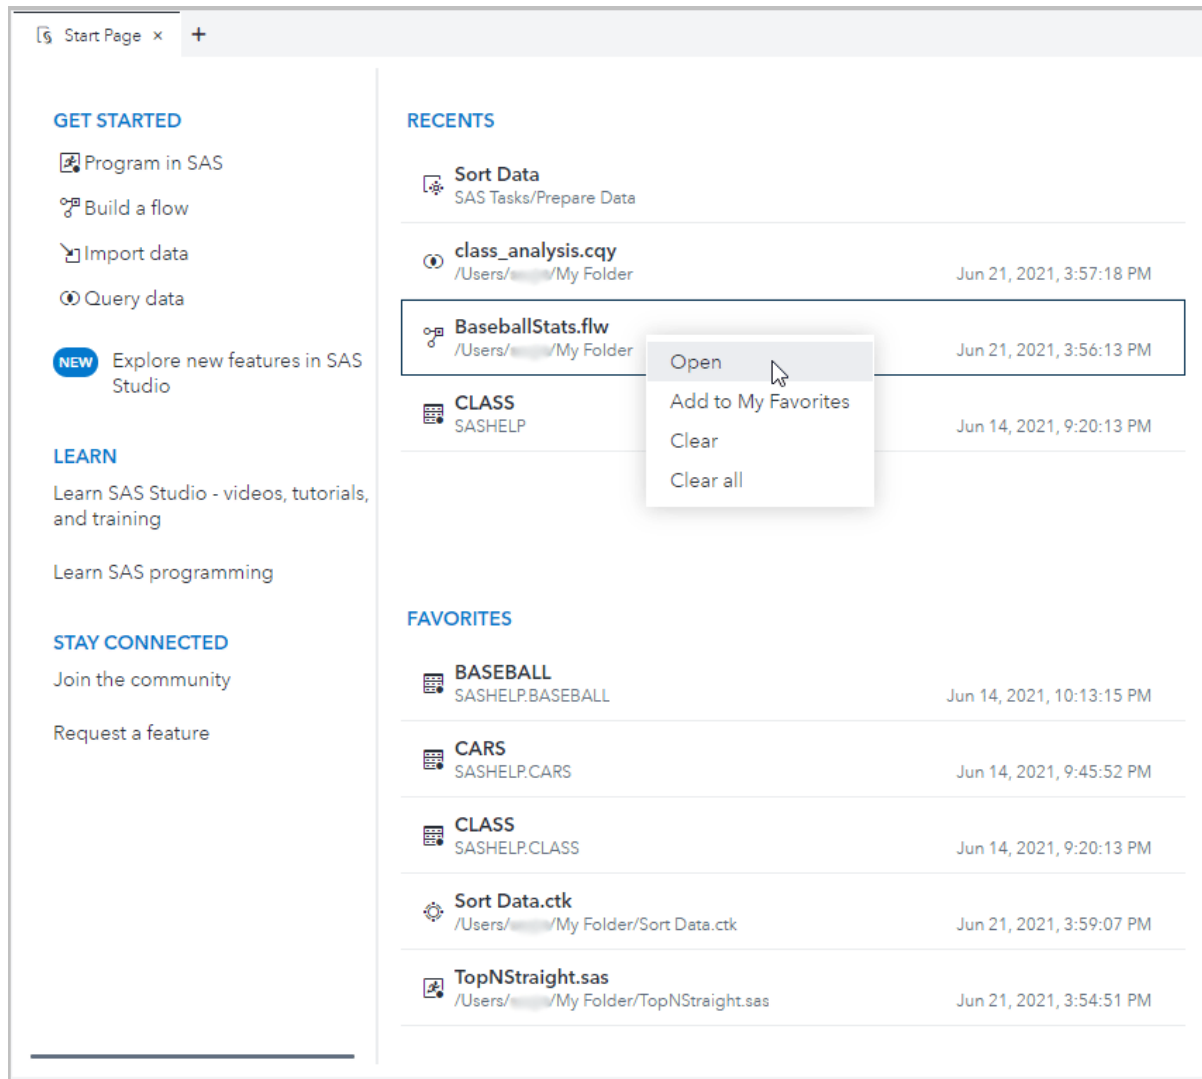 Start Page × +
GET STARTED
Program in SAS
Build a flow
Import data
Query data
NEW Explore new features in SAS
Studio
LEARN
Learn SAS Studio - videos, tutorials,
and training
Learn SAS programming
STAY CONNECTED
Join the community
Request a feature
RECENTS
Sort Data
SAS Tasks/Prepare Data
class_analysis.cqy
/Users/ /My Folder Jun 21, 2021, 3:57:18 PM
BaseballStats.flw
/Users/ /My Folder Jun 21, 2021, 3:56:13 PM
CLASS
SASHELP Jun 14, 2021, 9:20:13 PM
Open
Add to My Favorites
Clear
Clear all
FAVORITES
BASEBALL
SASHELP.BASEBALL Jun 14, 2021, 10:13:15 PM
CARS
SASHELP.CARS Jun 14, 2021, 9:45:52 PM
CLASS
SASHELP.CLASS Jun 14, 2021, 9:20:13 PM
Sort Data.ctk
/Users/ /My Folder/Sort Data.ctk Jun 21, 2021, 3:59:07 PM
TopNStraight.sas
/Users/ /My Folder/TopNStraight.sas Jun 21, 2021, 3:54:51 PM